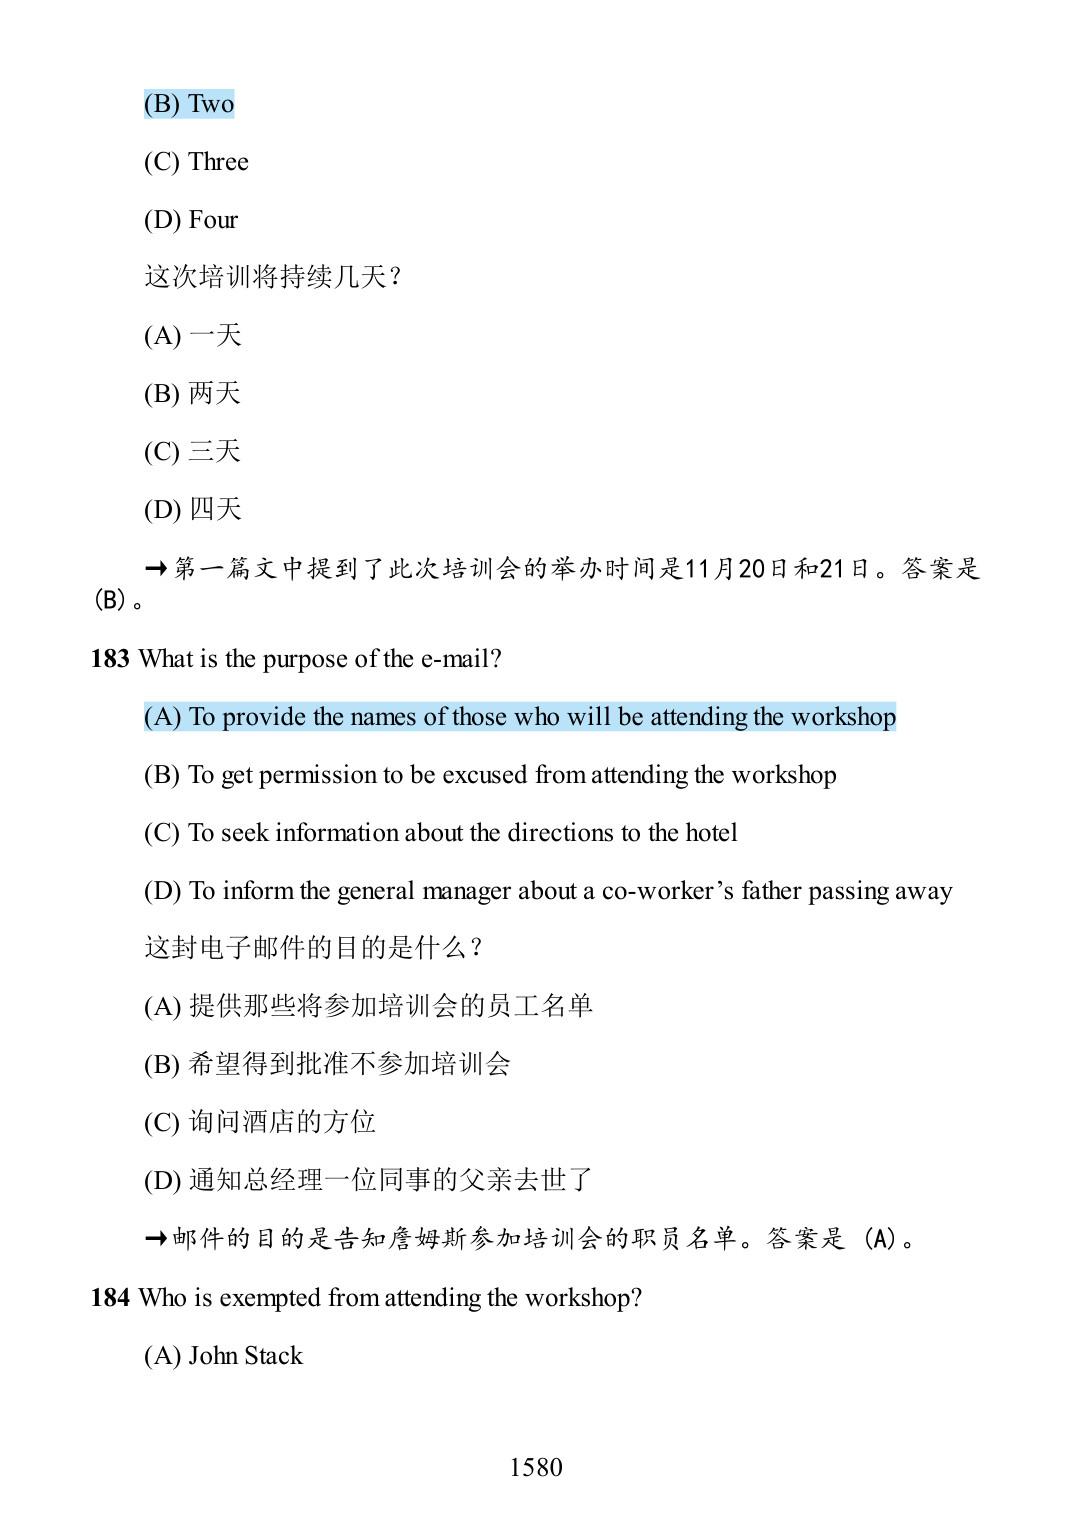 (B) Two
(C) Three
(D) Four
这次培训将持续几天？
(A) 一天
(B) 两天
(C) 三天
(D) 四天
→第一篇文中提到了此次培训会的举办时间是11月20日和21日。答案是
(B)。
183 What is the purpose of the e-mail?
(A) To provide the names of those who will be attending the workshop
(B) To get permission to be excused from attending the workshop
(C) To seek information about the directions to the hotel
(D) To inform the general manager about a co-worker’s father passing away
这封电子邮件的目的是什么？
(A) 提供那些将参加培训会的员工名单
(B) 希望得到批准不参加培训会
(C) 询问酒店的方位
(D) 通知总经理一位同事的父亲去世了
→邮件的目的是告知詹姆斯参加培训会的职员名单。答案是 (A)。
184 Who is exempted from attending the workshop?
(A) John Stack
1580